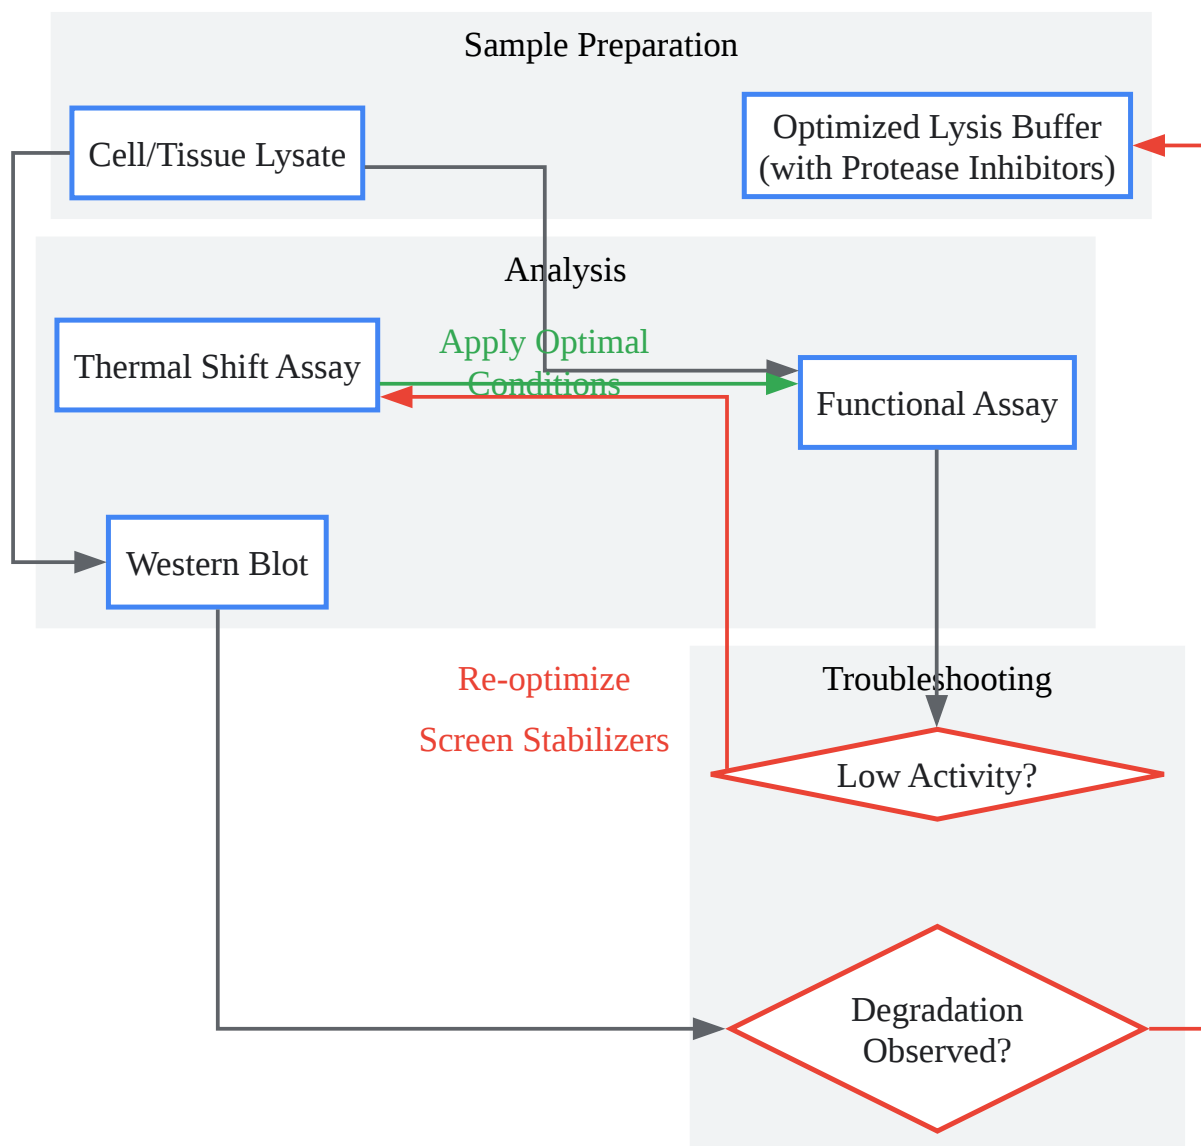 Sample Preparation
Cell/Tissue Lysate
Optimized Lysis Buffer
(with Protease Inhibitors)
Analysis
Thermal Shift Assay
Apply Optimal
Conditions
Functional Assay
Western Blot
Re-optimize
Screen Stabilizers
Troubleshooting
Low Activity?
Degradation
Observed?